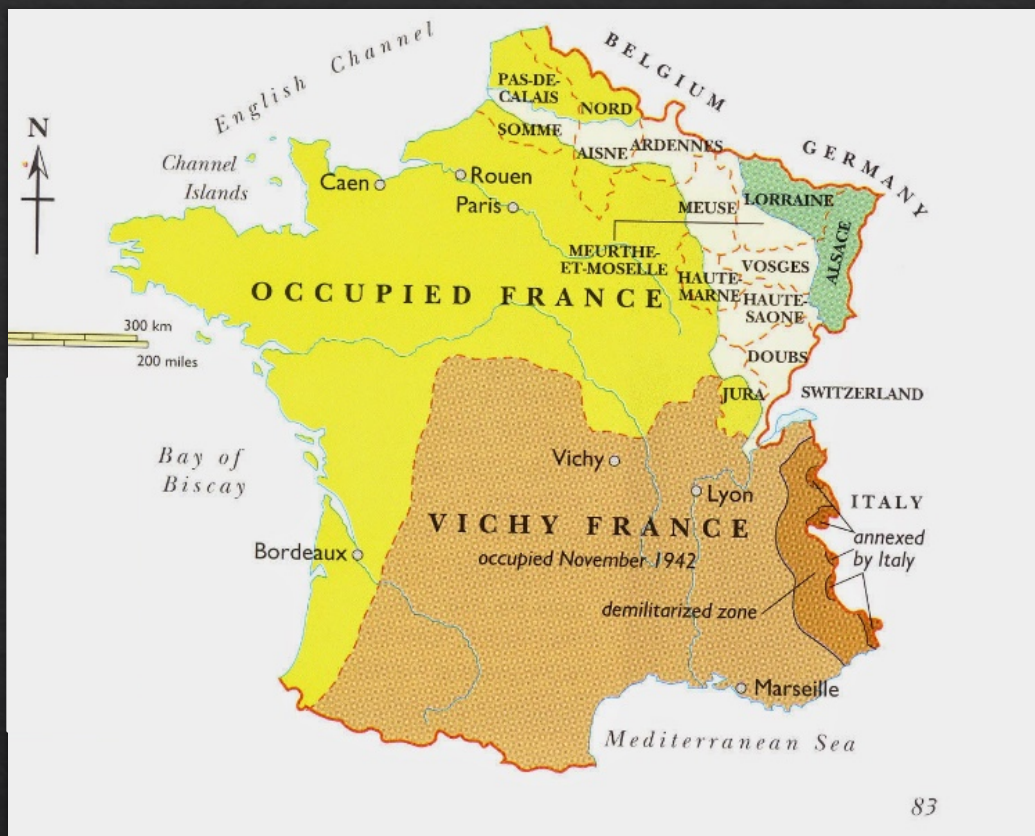 English Channel
BELGIUM
PAS-DE-
CALAIS
NORD
N
SOMME
AISNE
ARDENNES
GERMANY
Channel
Islands
Caen
Rouen
Paris
LORRAINE
MEUSE
ALSACE
MEURTHE-
ET-MOSELLE
VOSGES
HAUTE-
MARNE
HAUTE-
SAONE
OCCUPIED FRANCE
300 km
200 miles
DOUBS
JURA
SWITZERLAND
Bay of
Biscay
Vichy
Lyon
ITALY
VICHY FRANCE
occupied November 1942
annexed
by Italy
Bordeaux
demilitarized zone
Marseille
Mediterranean Sea
83